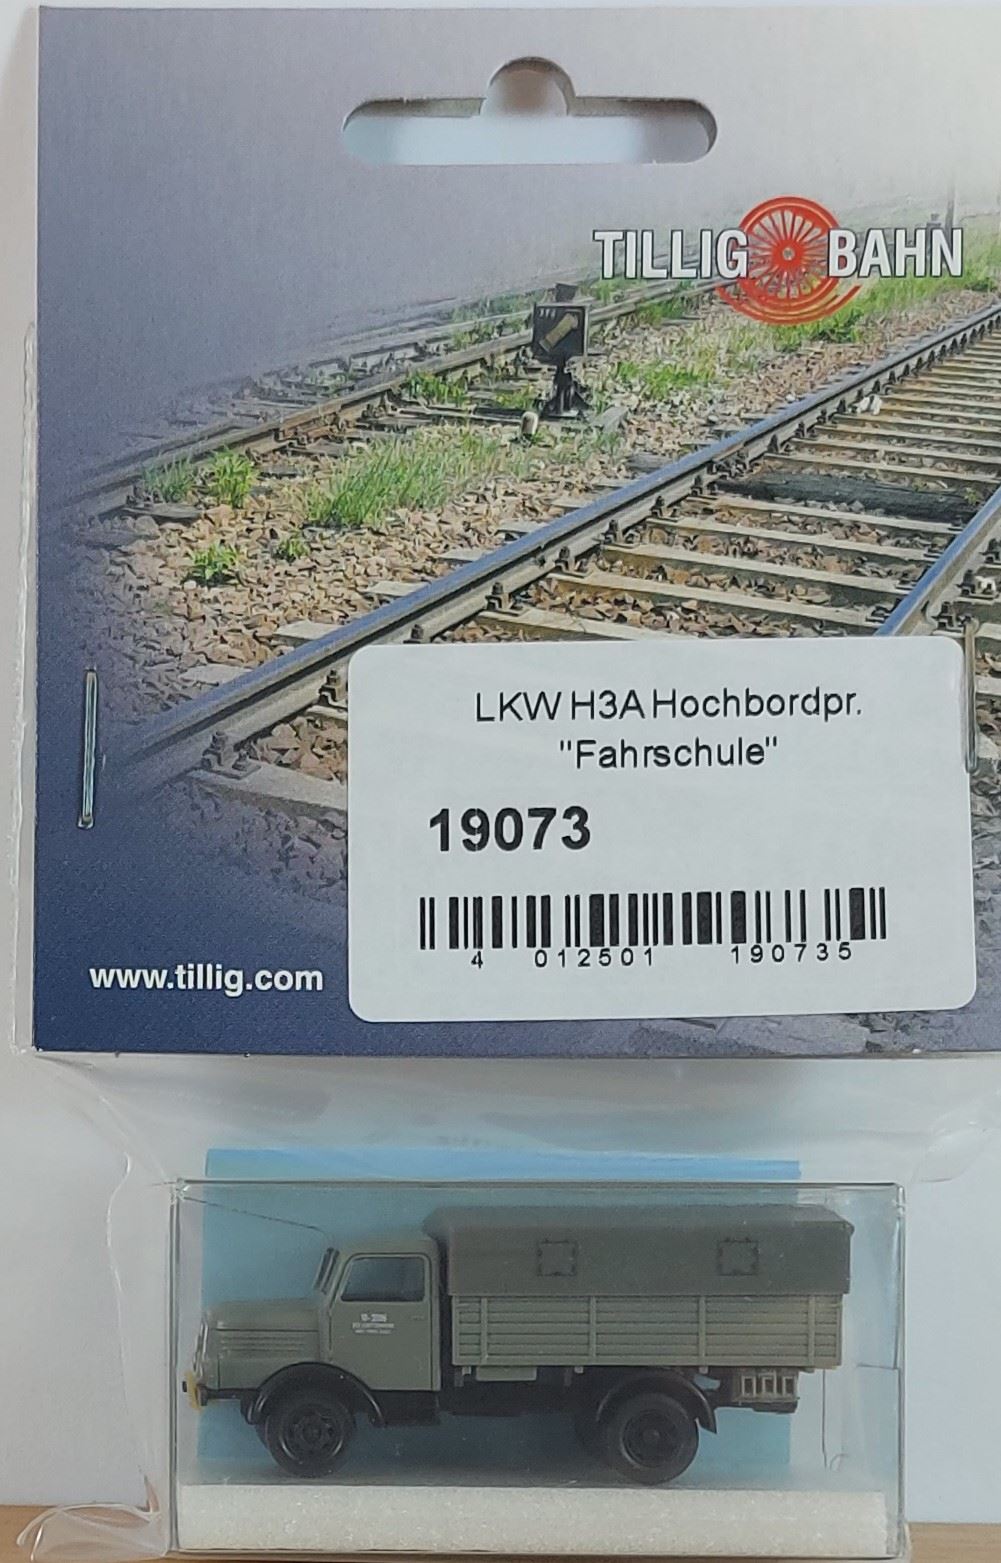 TILLIG BAHN
LKW H3A Hochbordpr.
"Fahrschule"
19073
4 012501 190735
www.tillig.com